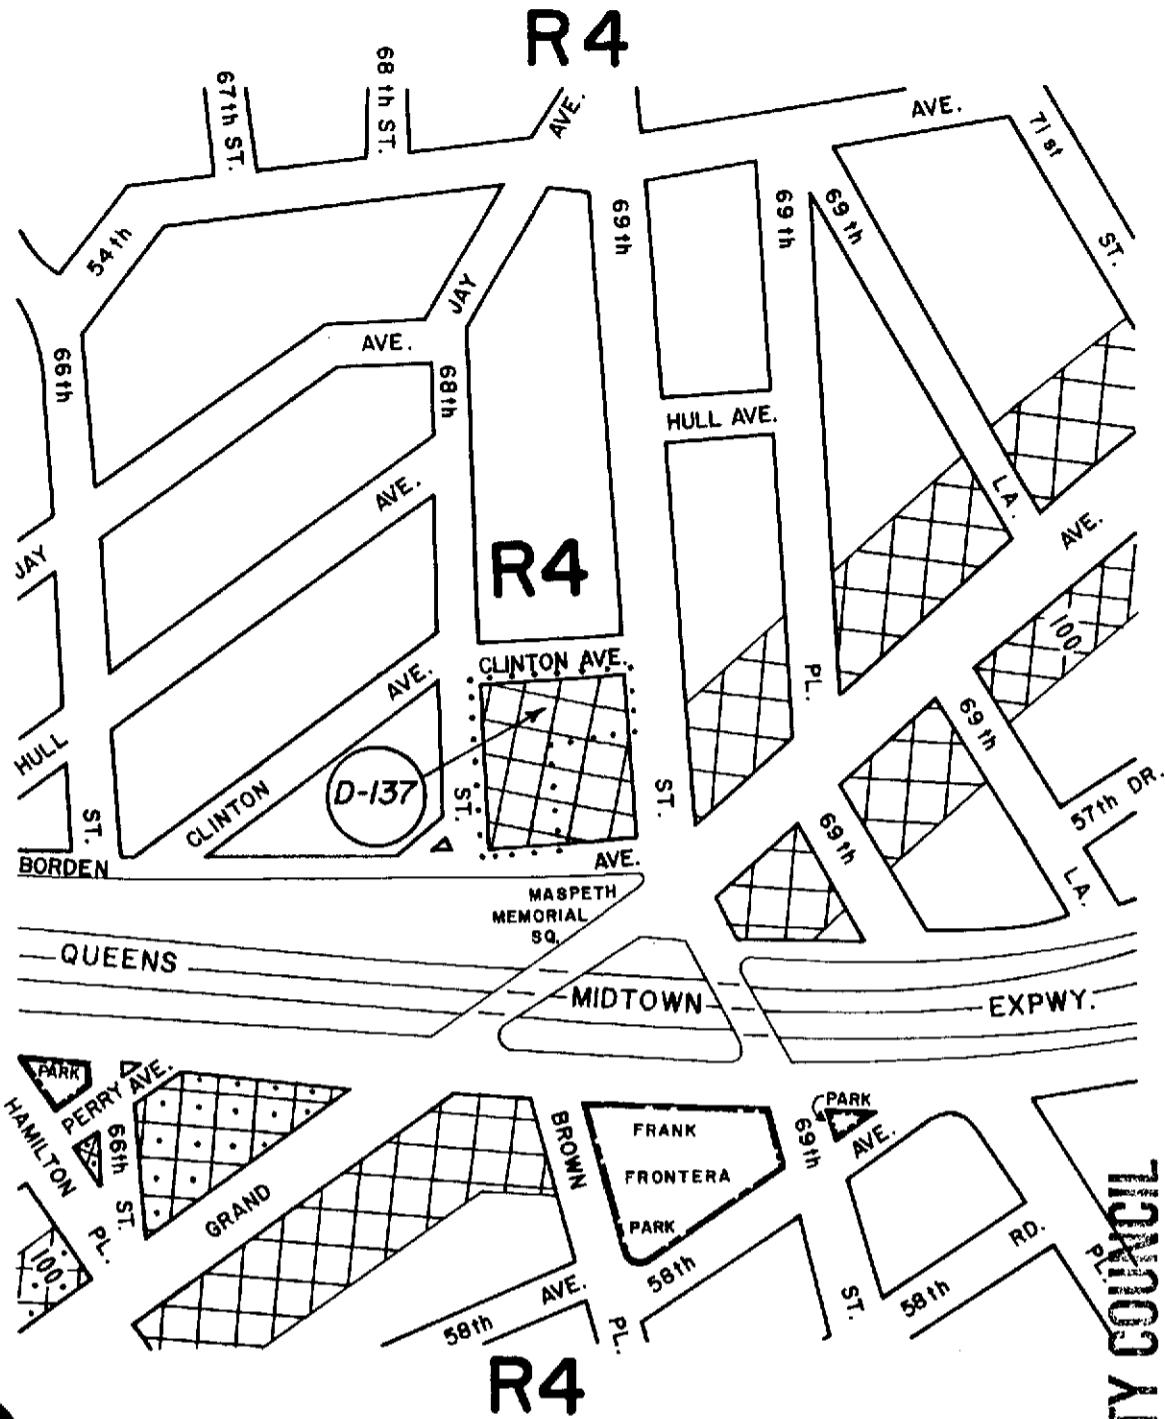 R4
67th ST.
68th ST.
AVE.
AVE.
71st
ST.
54th
69th
69th
69th
JAY
AVE.
66th
68th
HULL AVE.
AVE.
LA.
AVE.
JAY
R4
100
CLINTON AVE.
AVE.
PL.
69th
HULL
D-137
CLINTON
ST.
ST.
ST.
57th DR.
69th
BORDEN
AVE.
LA.
MASPETH
MEMORIAL
SQ.
QUEENS
MIDTOWN
EXPWY.
PARK
PERRY AVE.
HAMILTON
PL.
66th
ST.
GRAND
100
BROWN
PL.
FRANK
FRONTERA
PARK
PARK
69th
AVE.
ST.
58th
RD.
58th
PL.
58th
AVE.
R4
TY COUNCIL